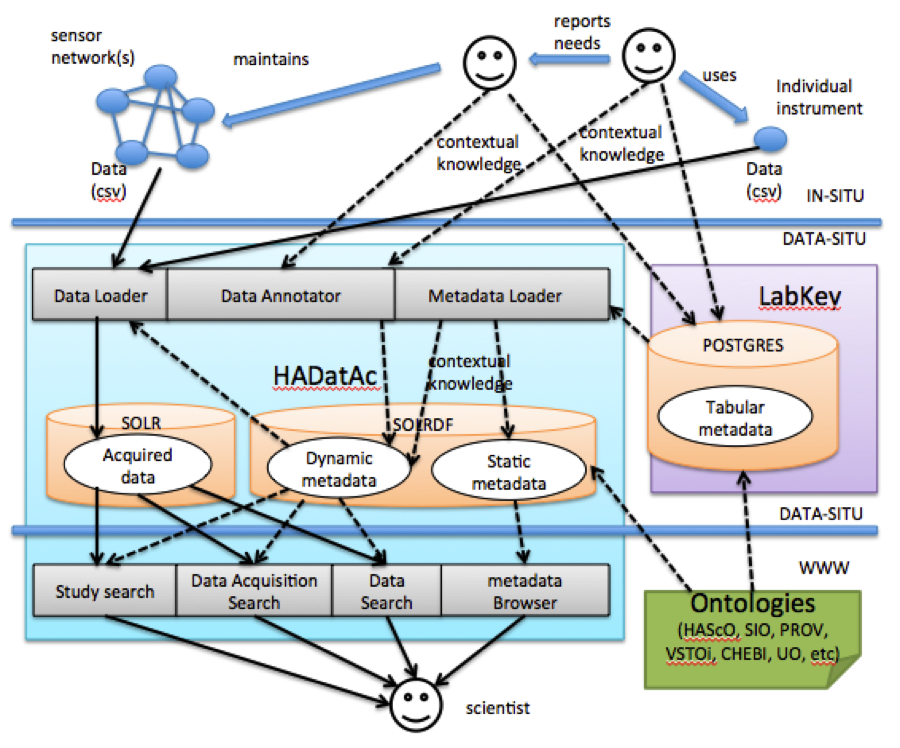 reports
needs
sensor
network(s)
maintains
uses
Individual
instrument
contextual
knowledge
contextual
knowledge
Data
(csv)
Data
(csv)
IN-SITU
DATA-SITU
Data Loader
Data Annotator
Metadata Loader
LabKey
POSTGRES
contextual
knowledge
HADatAc
Tabular
metadata
SOLR
SOLRDF
Acquired
data
Dynamic
metadata
Static
metadata
DATA-SITU
WWW
Study search
Data Acquisition
Search
Data
Search
metadata
Browser
Ontologies
(HAScO, SIO, PROV,
VSTOi, CHEBI, UO, etc)
scientist